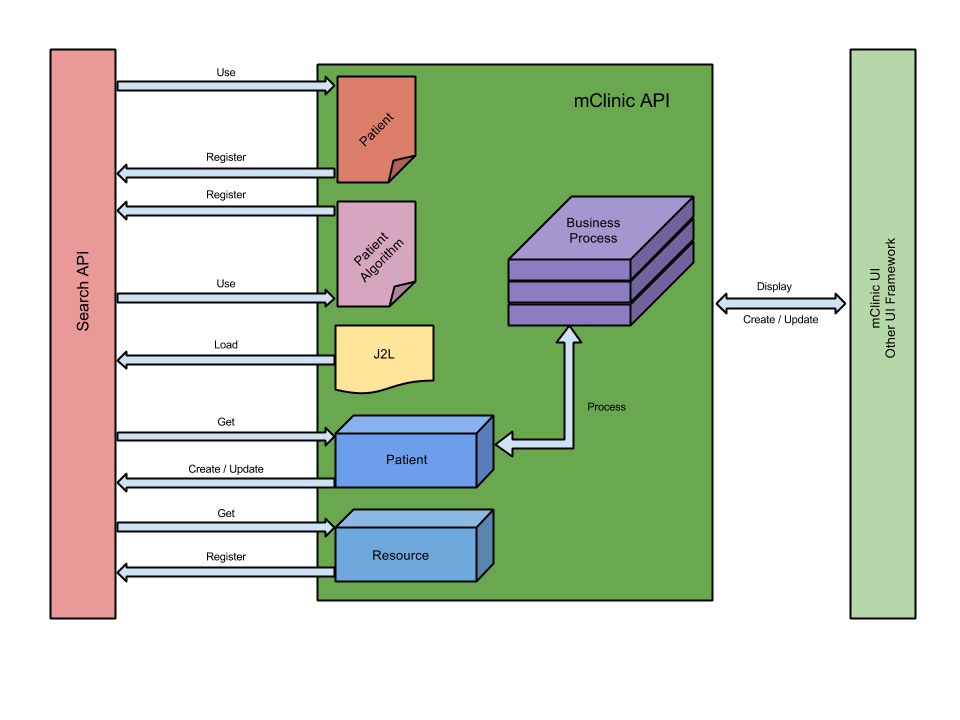 Use
mClinic API
Patient
Register
Register
Patient
Algorithm
Business
Process
Search API
Use
Display
Create / Update
mClinic UI
Other UI Framework
Load
J2L
Process
Get
Patient
Create / Update
Get
Resource
Register